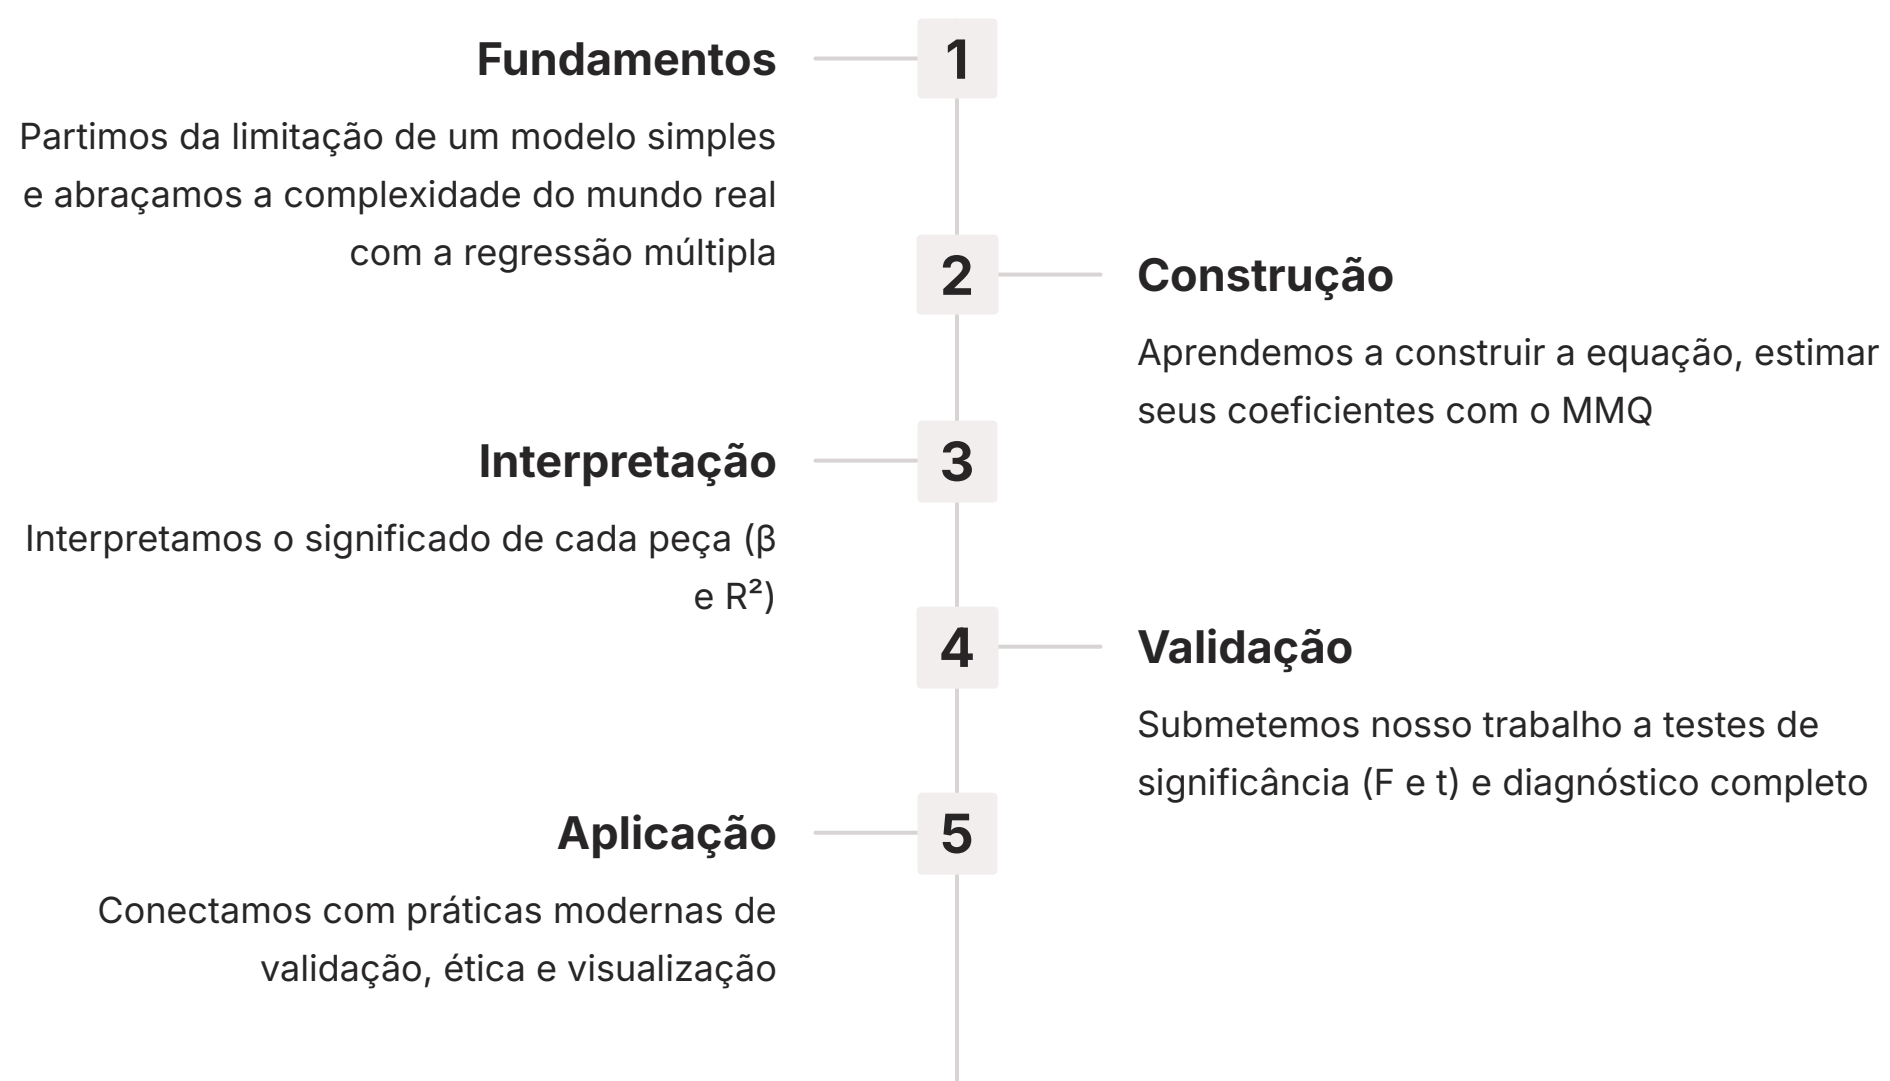 Fundamentos
1
Partimos da limitação de um modelo simples
e abraçamos a complexidade do mundo real
com a regressão múltipla
2
Construção
Aprendemos a construir a equação, estimar
seus coeficientes com o MMQ
Interpretação
3
Interpretamos o significado de cada peça (β
e R²)
4
Validação
Submetemos nosso trabalho a testes de
significância (F e t) e diagnóstico completo
Aplicação
5
Conectamos com práticas modernas de
validação, ética e visualização